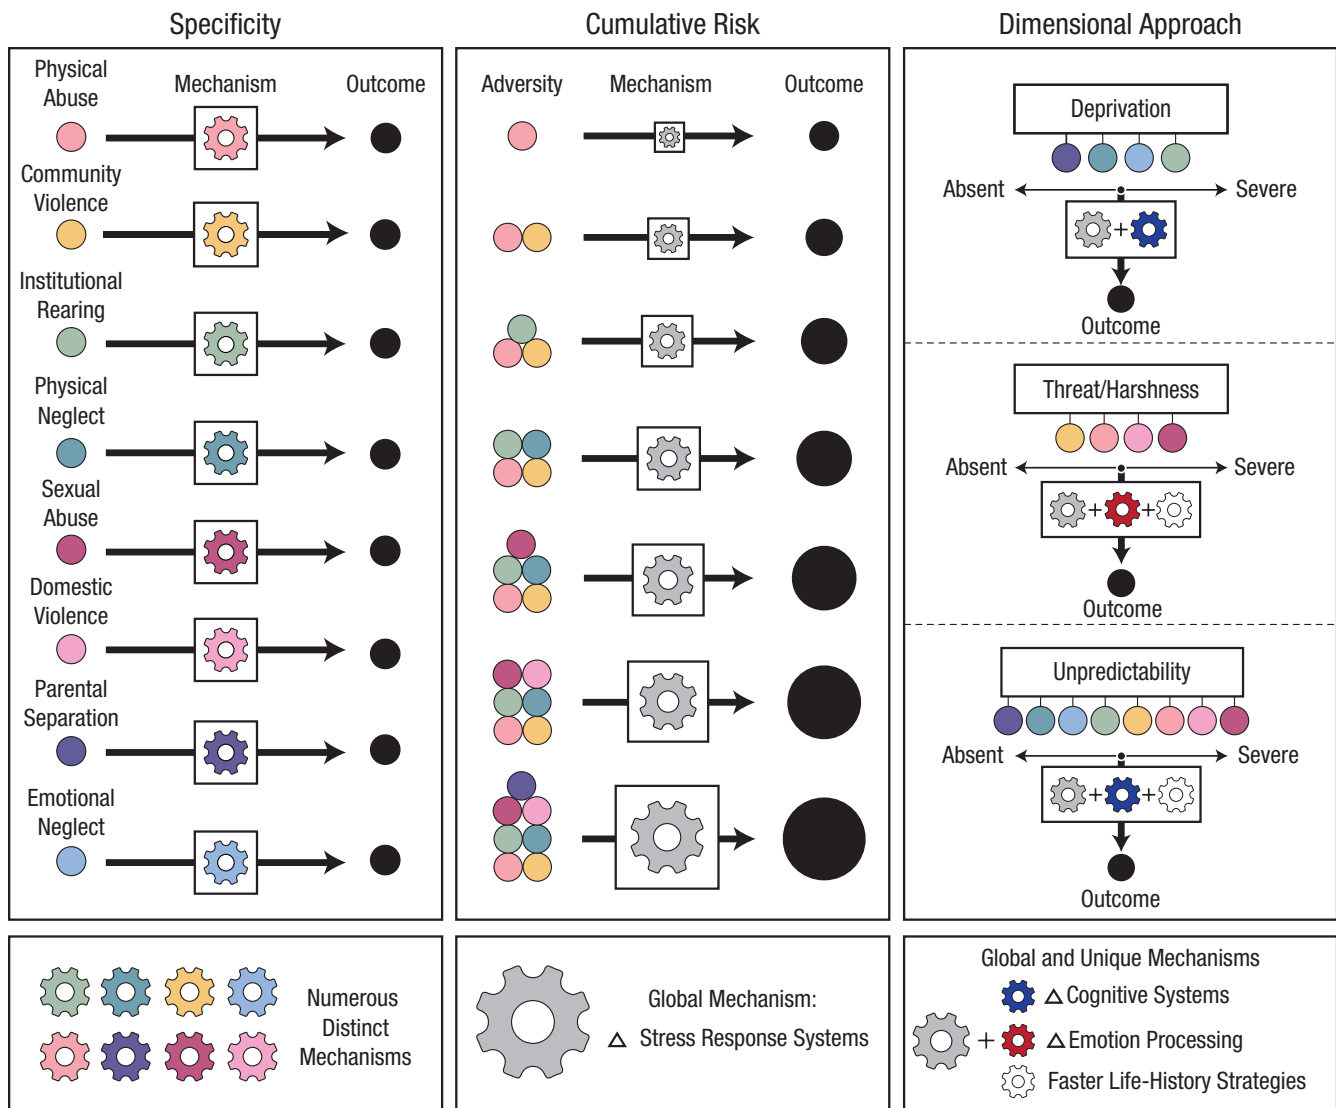 Specificity
Physical
Abuse
Mechanism
Outcome
Community
Violence
Institutional
Rearing
Physical
Neglect
Sexual
Abuse
Domestic
Violence
Parental
Separation
Emotional
Neglect
Numerous
Distinct
Mechanisms
Cumulative Risk
Adversity
Mechanism
Outcome
Global Mechanism:
△ Stress Response Systems
Dimensional Approach
Deprivation
Absent
Severe
+
Outcome
Threat/Harshness
Absent
Severe
+ +
Outcome
Unpredictability
Absent
Severe
+ +
Outcome
Global and Unique Mechanisms
△ Cognitive Systems
+ △ Emotion Processing
Faster Life-History Strategies